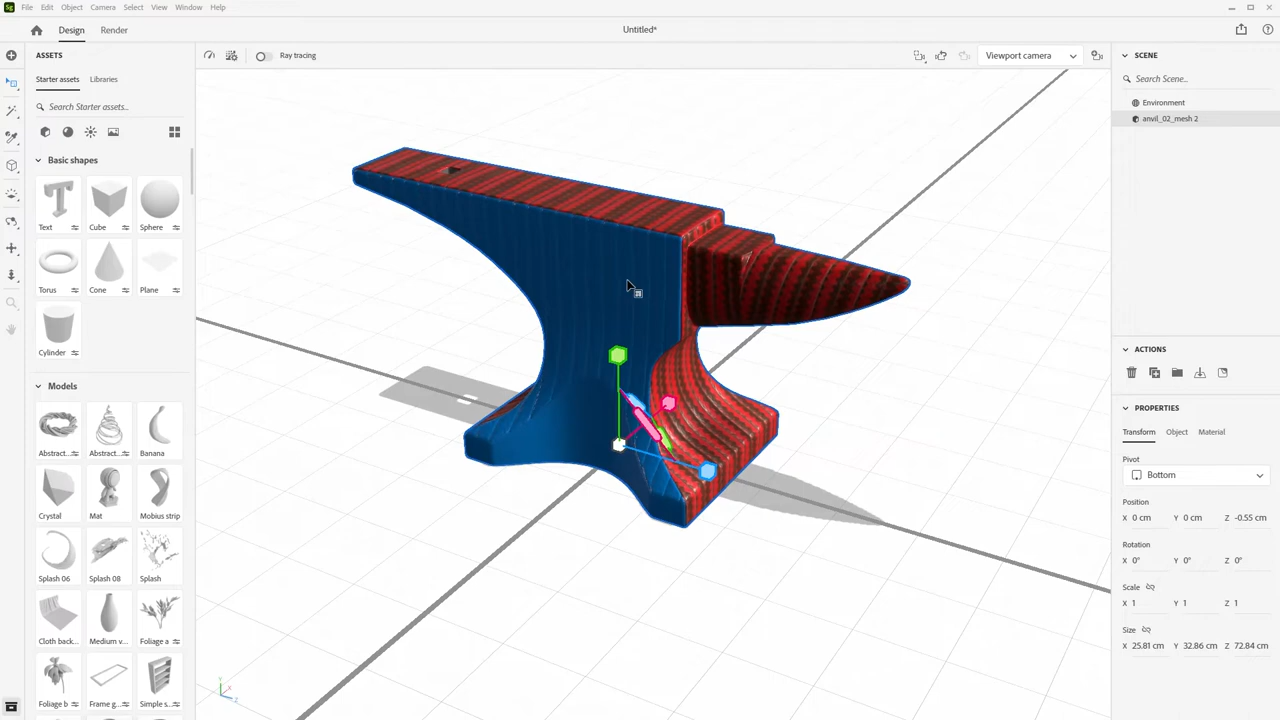 Sg File Edit Object Camera Select View Window Help
Design Render Untitled*
ASSETS
Starter assets Libraries
Search Starter assets...
Basic shapes
Text Cube Sphere
Torus Cone Plane
Cylinder
Models
Abstract... Abstract... Banana
Crystal Mat Mobius strip
Splash 06 Splash 08 Splash
Cloth back... Medium v... Foliage a
Foliage b Frame g... Simple s...
Ray tracing Viewport camera
SCENE
Search Scene...
Environment
anvil_02_mesh 2
ACTIONS
PROPERTIES
Transform Object Material
Pivot
Bottom
Position
X 0 cm Y 0 cm Z -0.55 cm
Rotation
X 0° Y 0° Z 0°
Scale
X 1 Y 1 Z 1
Size
X 25.81 cm Y 32.86 cm Z 72.84 cm